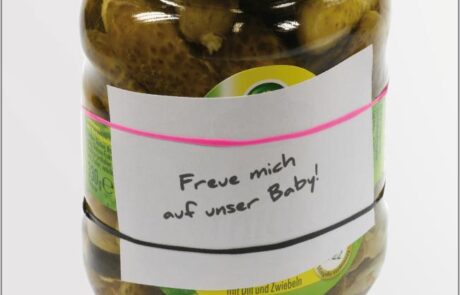 Freue mich
auf unser Baby!
mit Dill und Zwiebeln